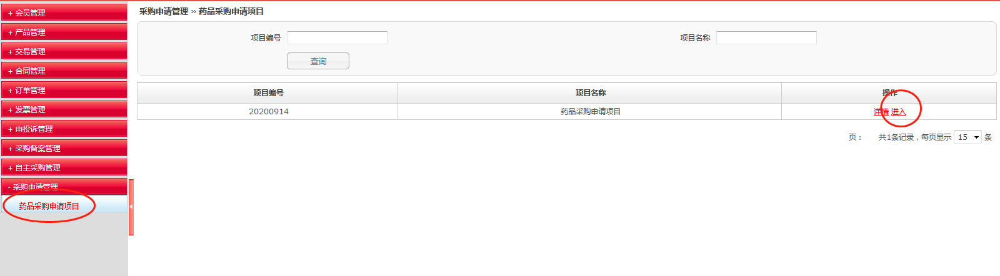 + 会员管理
+ 产品管理
+ 交易管理
+ 合同管理
+ 订单管理
+ 发票管理
+ 申投诉管理
+ 采购备案管理
+ 自主采购管理
- 采购申请管理
药品采购申请项目
采购申请管理 » 药品采购申请项目
项目编号 项目名称
查询
项目编号 项目名称 操作
20200914 药品采购申请项目 详情 进入
页： 共1条记录，每页显示 15 条